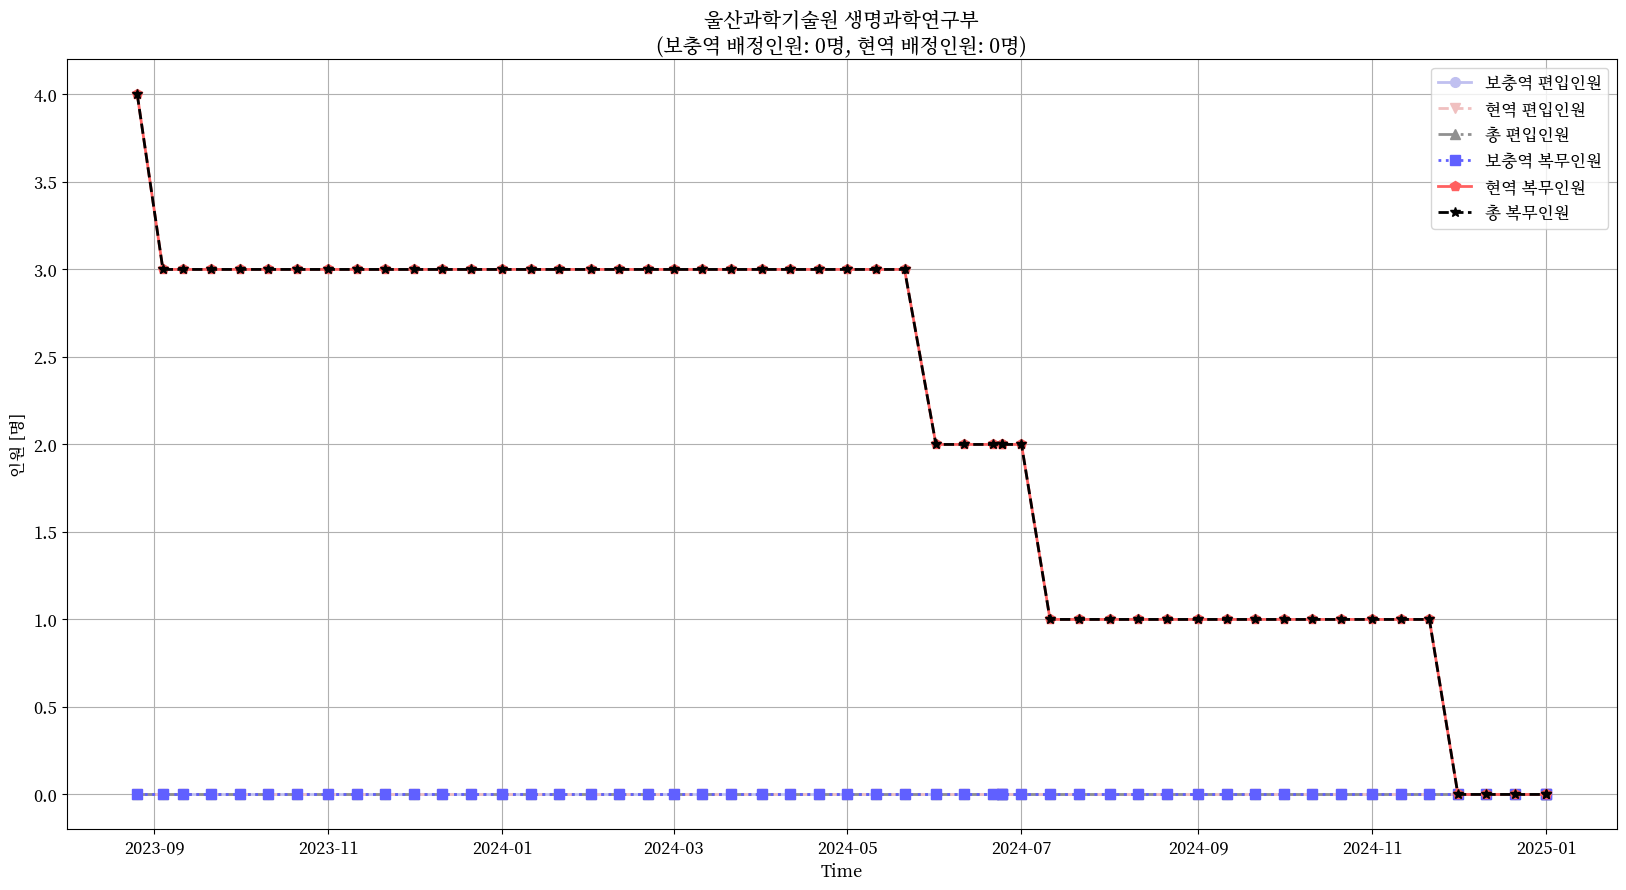 울산과학기술원 생명과학연구부
(보충역 배정인원: 0명, 현역 배정인원: 0명)
보충역 편입인원
현역 편입인원
총 편입인원
보충역 복무인원
현역 복무인원
총 복무인원
인원 [명]
4.0
3.5
3.0
2.5
2.0
1.5
1.0
0.5
0.0
2023-09 2023-11 2024-01 2024-03 2024-05 2024-07 2024-09 2024-11 2025-01
Time